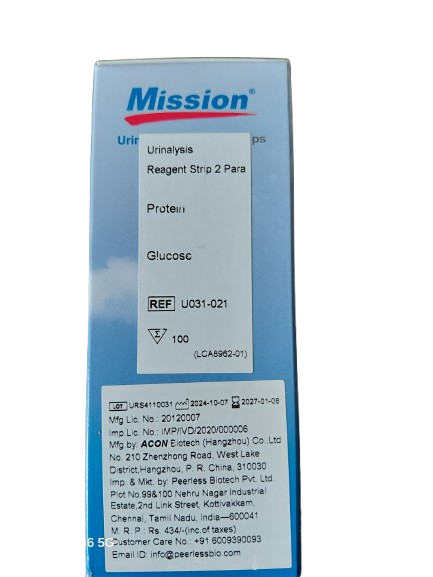 Mission®
Urin ps
Urinalysis
Reagent Strip 2 Para
Protein
Glucose
REF U031-021
Σ 100
(LCA8962-01)
LOT URS4110031 2024-10-07 2027-01-06
Mfg Lic. No.: 20120007
Imp.Lic. No.: IMP/IVD/2020/000006
Mfg by: ACON Biotech (Hangzhou) Co.,Ltd
No. 210 Zhenzhong Road, West Lake
District,Hangzhou, P. R. China, 310030
Imp. & Mkt. by: Peerless Biotech Pvt. Ltd.
Plot No.99&100 Nehru Nagar Industrial
Estate,2nd Link Street, Kottivakkam,
Chennai, Tamil Nadu, India—600041
M. R. P: Rs. 434/-(inc.of taxes)
6 5G Customer Care No.: +91 6009390093
Email ID: info@peerlessbio.com